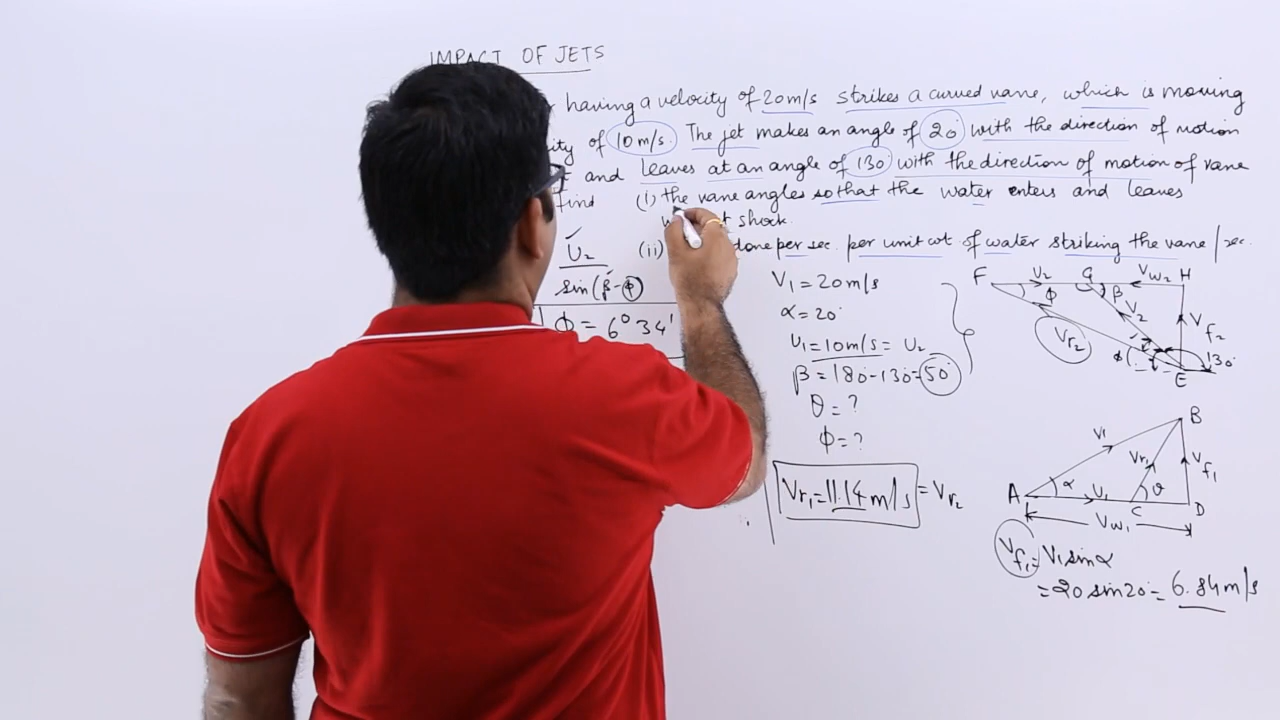 IMPACT OF JETS
having a velocity of 20m/s strikes a curved vane, which is moving
ity of 10m/s. The jet makes an angle of 20° with the direction of motion
and leaves at an angle of 130° with the direction of motion of vane
find (i) the vane angles so that the water enters and leaves
shock.
(ii) done per sec. per unit wt of water striking the vane / sec.
U2
sin(β-φ)
φ = 6° 34'
V1 = 20m/s
α = 20°
U1 = 10m/s = U2
β = 180°-130°=50°
θ = ?
φ = ?
Vr1 = 11.14 m/s = Vr2
F U2 G Vw2 H
φ β V2 Vf2
Vr2 φ 130°
E
B
V1 Vr1 Vf1
A α U1 C θ D
Vw1
Vf1 = V1 sinα
= 20 sin20° = 6.84 m/s